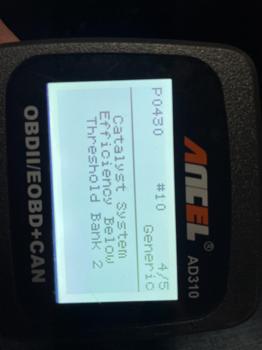 ANCEL®
AD310
P0430 #10 4/5
Generic
Catalyst System
Efficiency Below
Threshold Bank 2
OBDII/EOBD+CAN